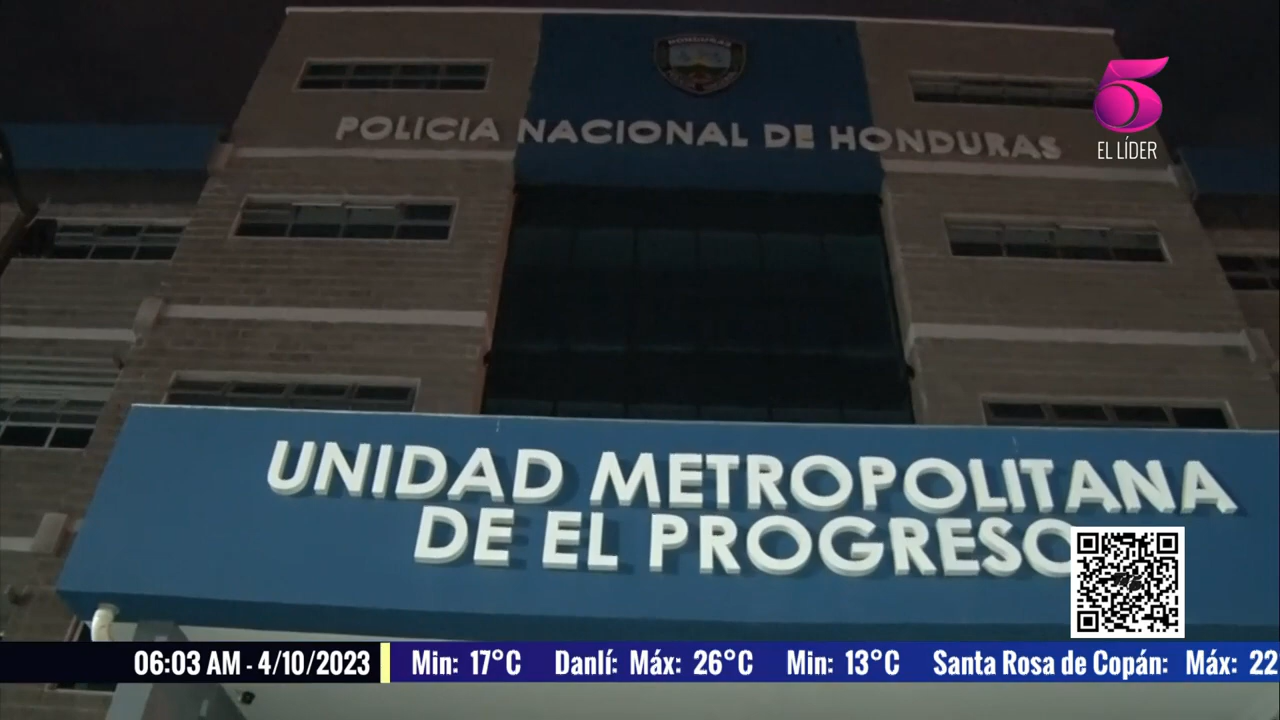 HONDURAS
POLICIA NACIONAL DE HONDURAS
5
EL LÍDER
UNIDAD METROPOLITANA
DE EL PROGRESO
06:03 AM - 4/10/2023
Min: 17°C Danlí: Máx: 26°C Min: 13°C Santa Rosa de Copán: Máx: 22